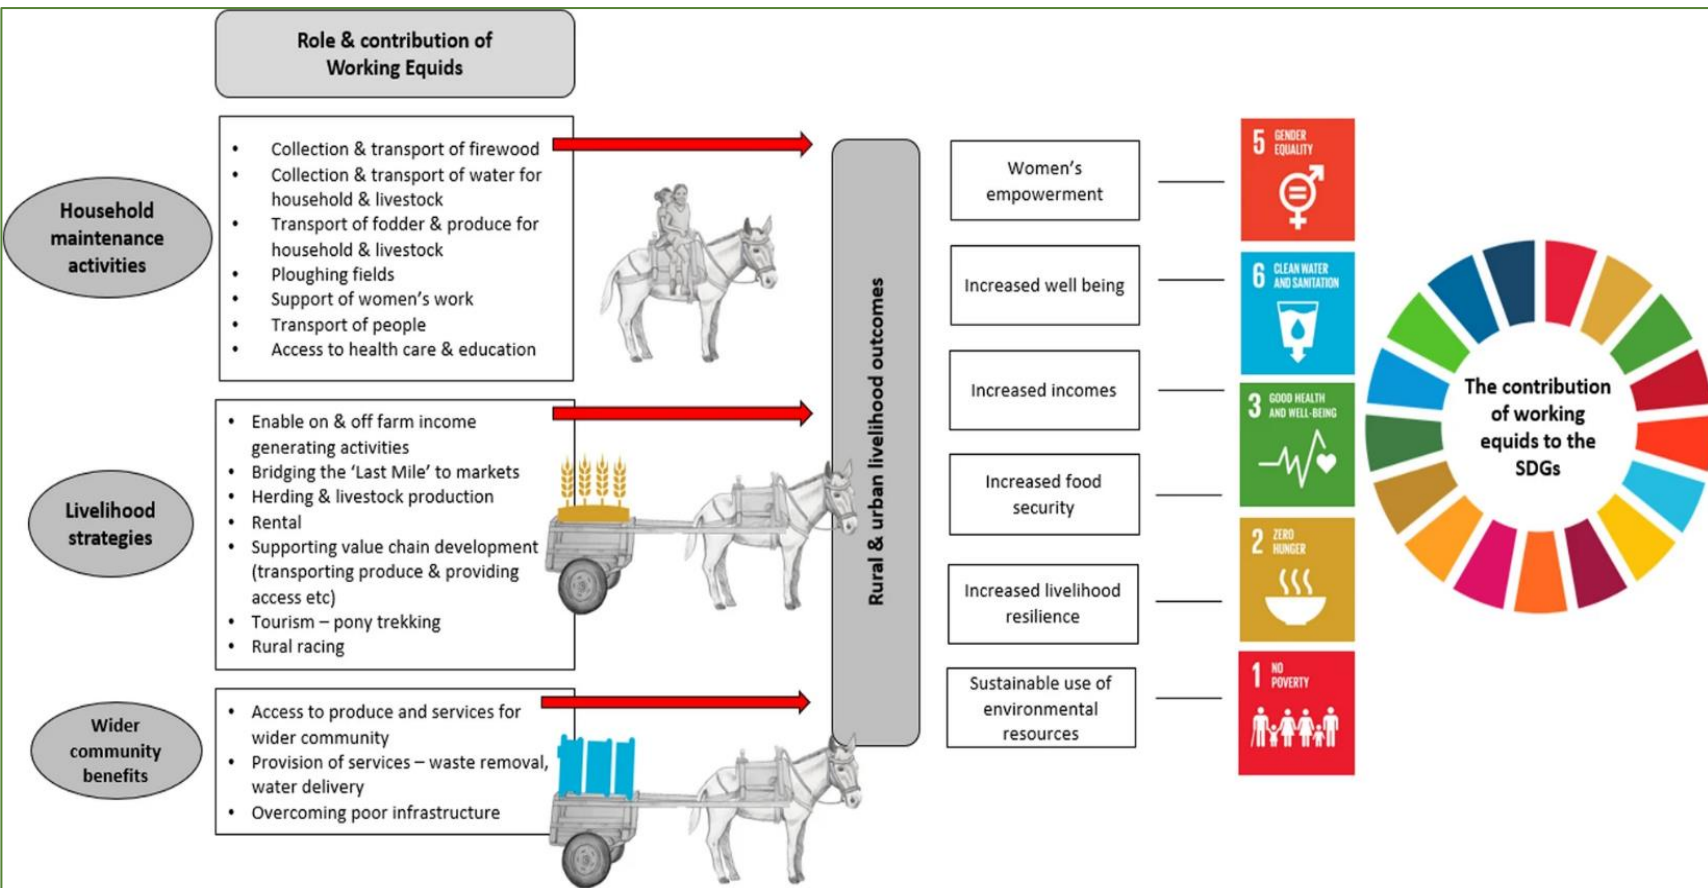 Role & contribution of
Working Equids
Household
maintenance
activities
• Collection & transport of firewood
• Collection & transport of water for
household & livestock
• Transport of fodder & produce for
household & livestock
• Ploughing fields
• Support of women's work
• Transport of people
• Access to health care & education
Livelihood
strategies
• Enable on & off farm income
generating activities
• Bridging the 'Last Mile' to markets
• Herding & livestock production
• Rental
• Supporting value chain development
(transporting produce & providing
access etc)
• Tourism – pony trekking
• Rural racing
Wider
community
benefits
• Access to produce and services for
wider community
• Provision of services – waste removal,
water delivery
• Overcoming poor infrastructure
Rural & urban livelihood outcomes
Women's
empowerment
Increased well being
Increased incomes
Increased food
security
Increased livelihood
resilience
Sustainable use of
environmental
resources
5 GENDER
EQUALITY
6 CLEAN WATER
AND SANITATION
3 GOOD HEALTH
AND WELL-BEING
2 ZERO
HUNGER
1 NO
POVERTY
The contribution
of working
equids to the
SDGs